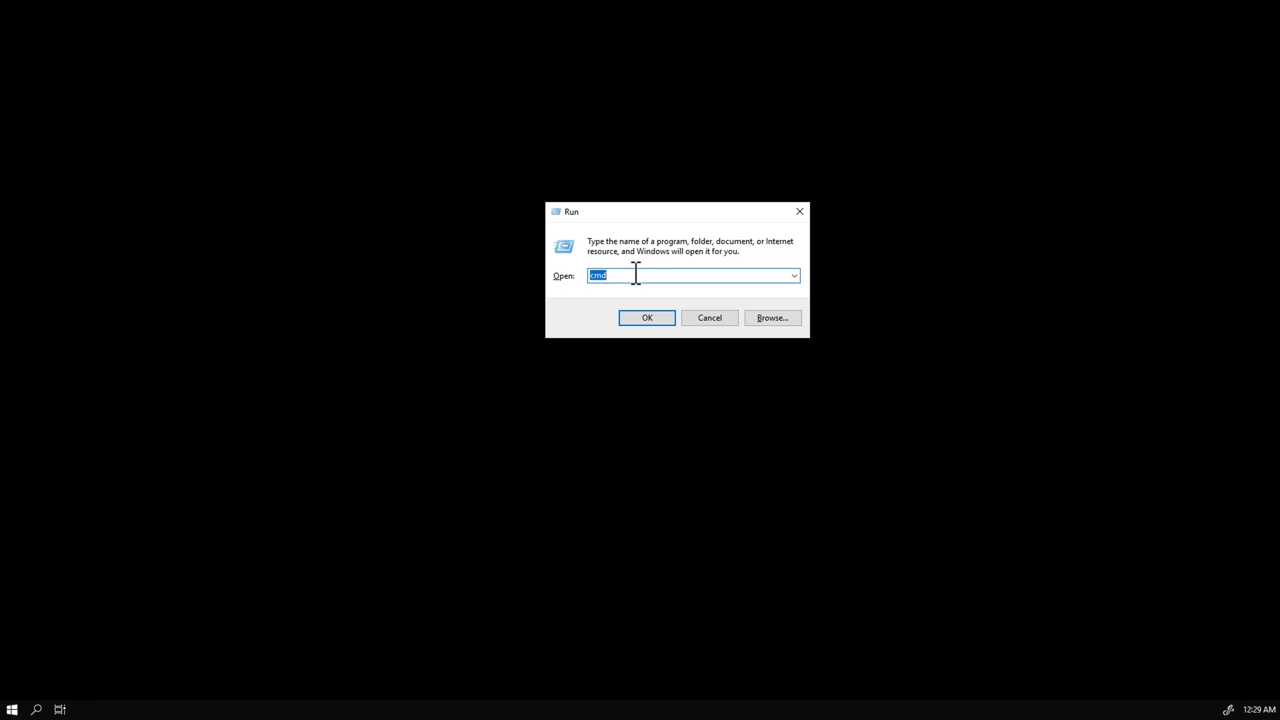 Run
Type the name of a program, folder, document, or Internet
resource, and Windows will open it for you.
Open: cmd
OK Cancel Browse...
12:29 AM